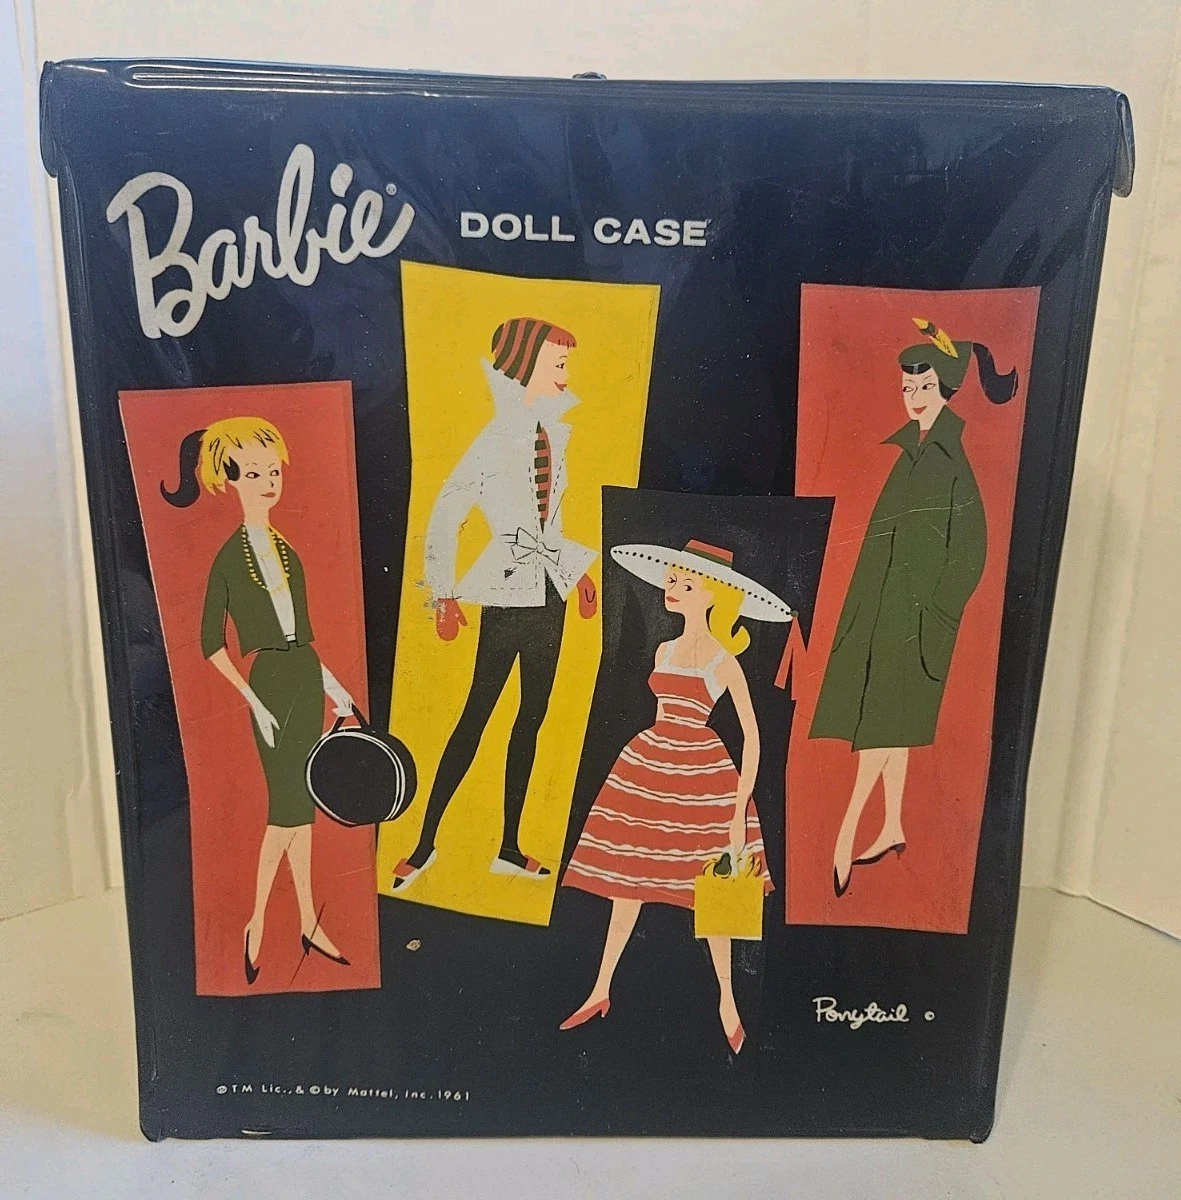 Barbie®
DOLL CASE
Ponytail ©
®TM Lic., & © by Mattel, Inc. 1961